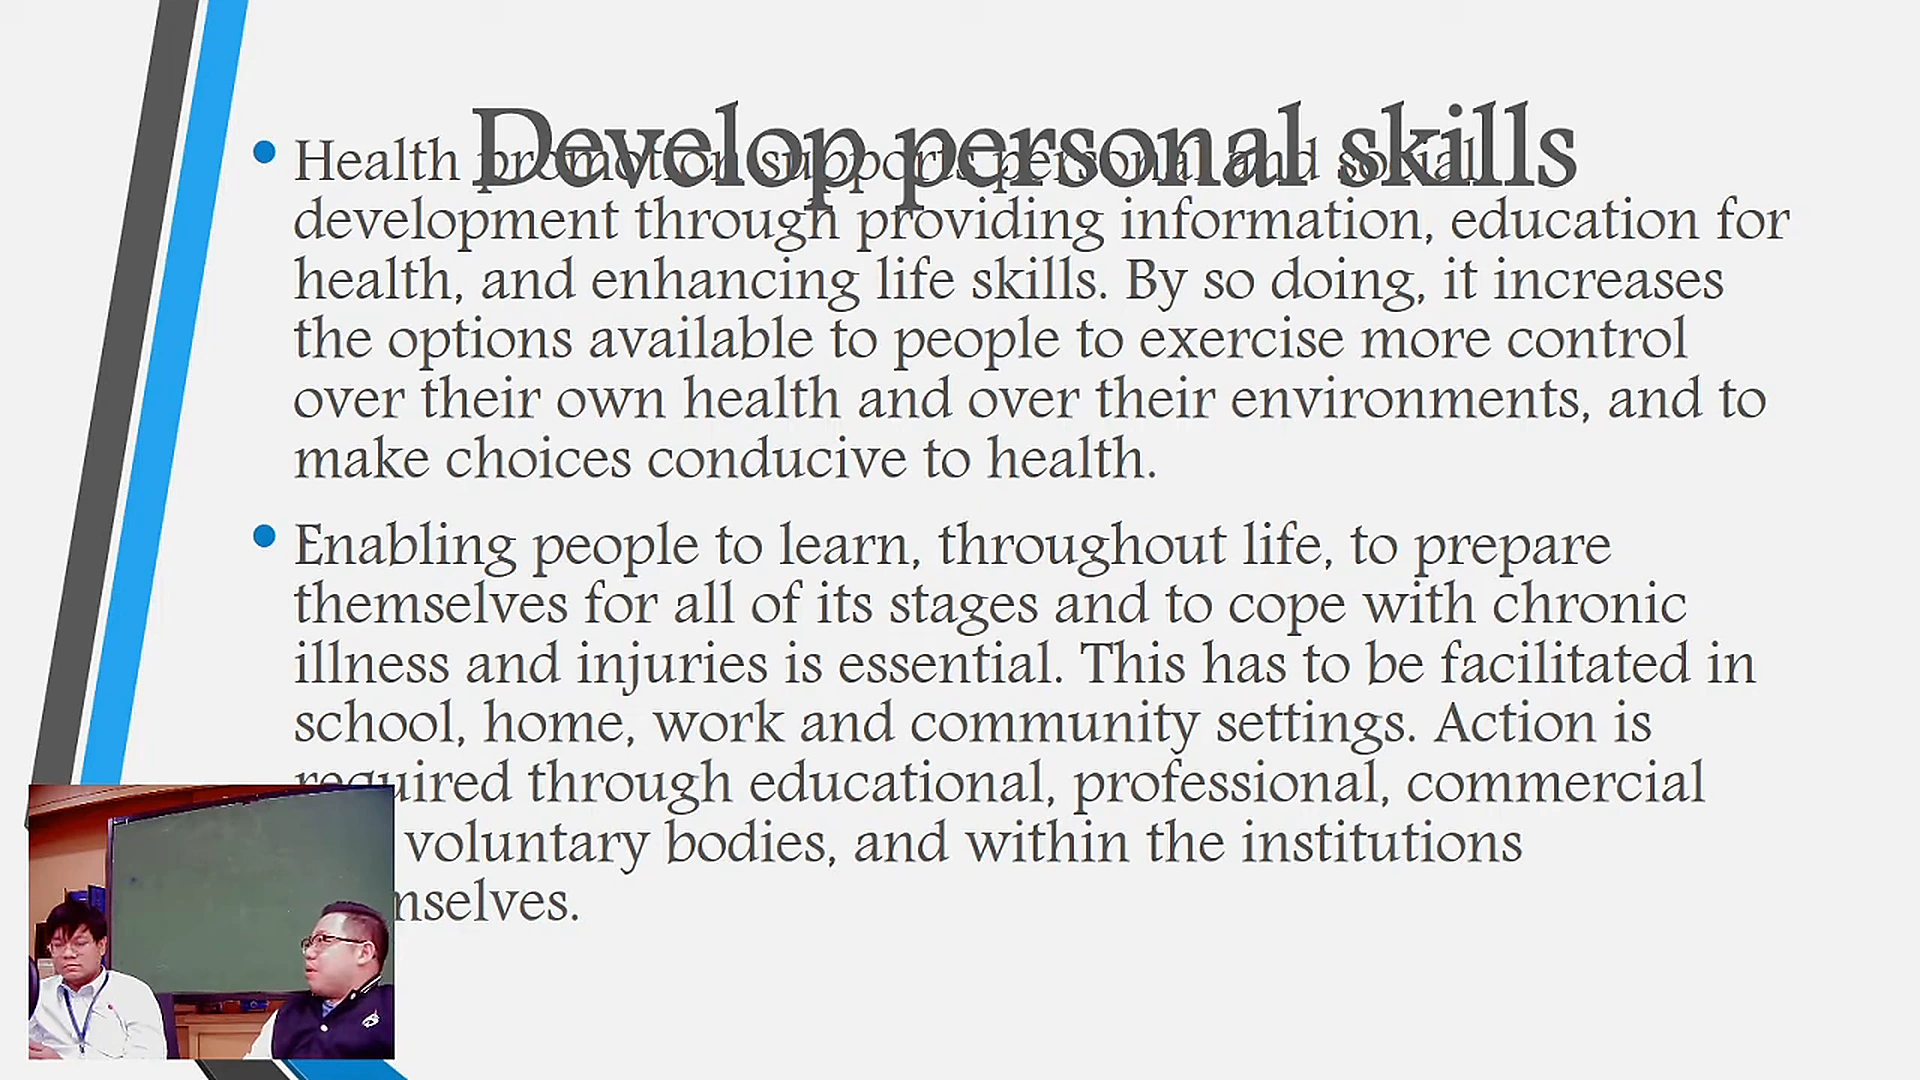 Develop personal skills
• Health promotion supports personal and social
development through providing information, education for
health, and enhancing life skills. By so doing, it increases
the options available to people to exercise more control
over their own health and over their environments, and to
make choices conducive to health.
• Enabling people to learn, throughout life, to prepare
themselves for all of its stages and to cope with chronic
illness and injuries is essential. This has to be facilitated in
school, home, work and community settings. Action is
required through educational, professional, commercial
voluntary bodies, and within the institutions
mselves.